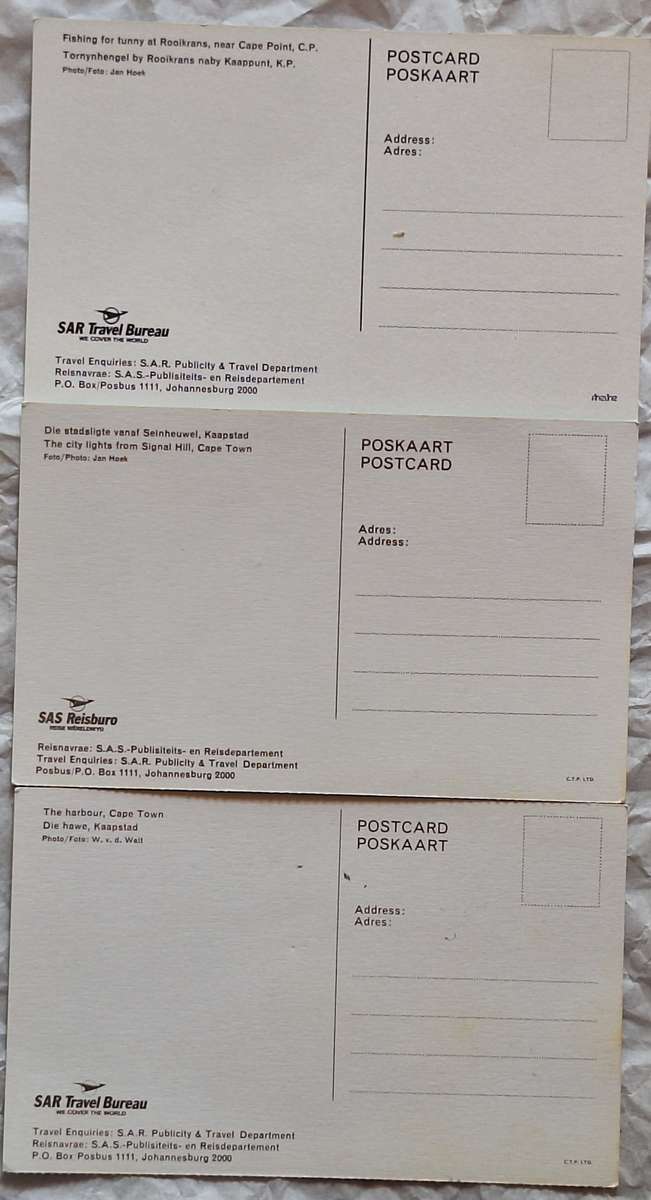 Fishing for tunny at Rooikrans, near Cape Point, C.P.
Tornynhengel by Rooikrans naby Kaappunt, K.P.
Photo/Foto: Jan Hoek
POSTCARD
POSKAART
Address:
Adres:
SAR Travel Bureau
WE COVER THE WORLD
Travel Enquiries: S.A.R. Publicity & Travel Department
Reisnavrae: S.A.S.-Publisiteits- en Reisdepartement
P.O. Box/Posbus 1111, Johannesburg 2000
Die stadsligte vanaf Seinheuwel, Kaapstad
The city lights from Signal Hill, Cape Town
Foto/Photo: Jan Hoek
POSKAART
POSTCARD
Adres:
Address:
SAS Reisburo
REISE WÊRELDWYD
Reisnavrae: S.A.S.-Publisiteits- en Reisdepartement
Travel Enquiries: S.A.R. Publicity & Travel Department
Posbus/P.O. Box 1111, Johannesburg 2000
C.T.P. LTD.
The harbour, Cape Town
Die hawe, Kaapstad
Photo/Foto: W. v. d. Walt
POSTCARD
POSKAART
Address:
Adres:
SAR Travel Bureau
WE COVER THE WORLD
Travel Enquiries: S.A.R. Publicity & Travel Department
Reisnavrae: S.A.S.-Publisiteits- en Reisdepartement
P.O. Box Posbus 1111, Johannesburg 2000
C.T.P. LTD.